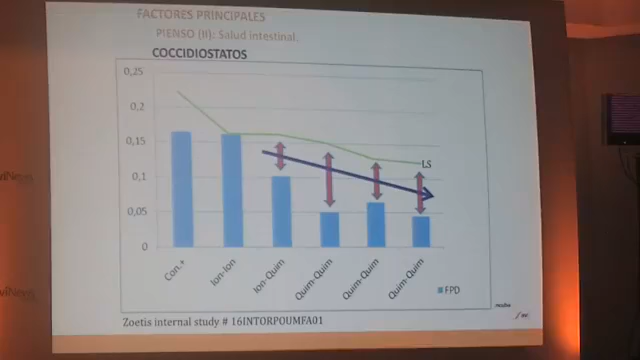 FACTORES PRINCIPALES
PIENSO (II): Salud intestinal.
COCCIDIOSTATOS
0,25
0,2
0,15
0,1
0,05
0
LS
Con.+
Ion-Ion
Ion-Quim
Quim-Quim
Quim-Quim
Quim-Quim
FPD
Zoetis internal study # 16INTORPOUMFA01